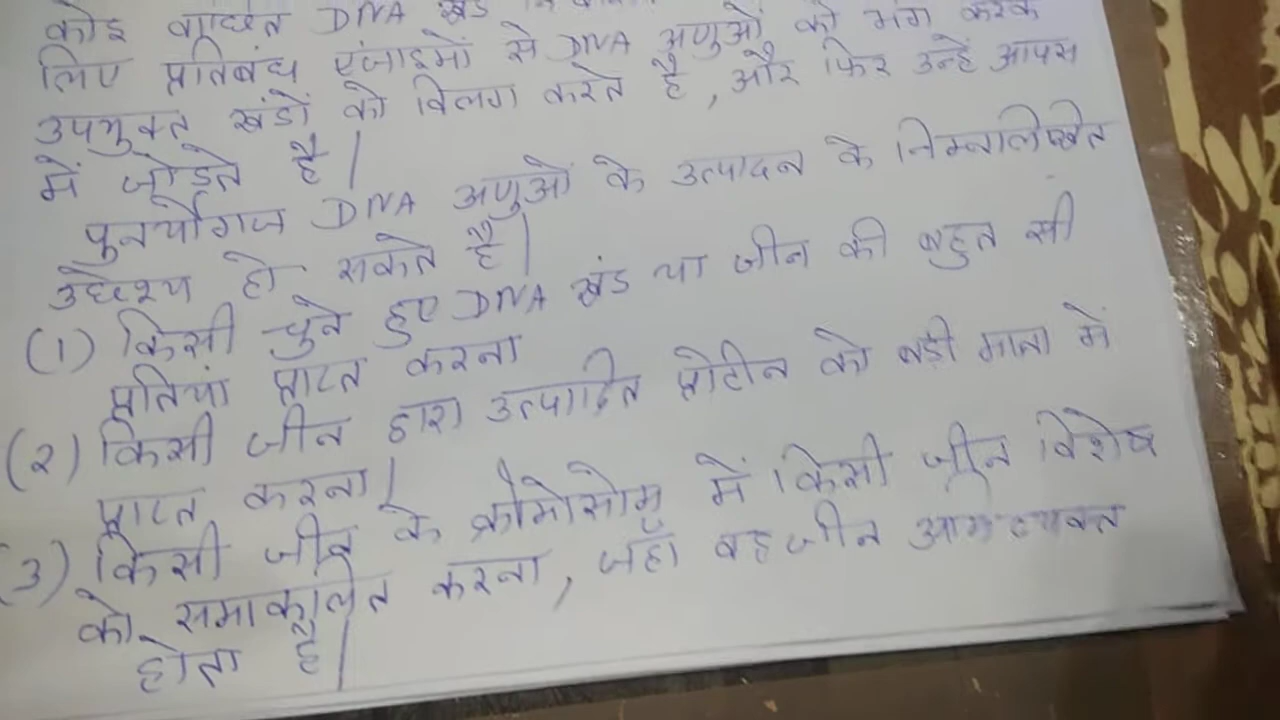 कोई वांछित DNA खंड
लिए प्रतिबंध एंजाइमों से DNA अणुओं को भंग करके
उपयुक्त खंडों को विलग करते है, और फिर उन्हें आपस
में जोड़ते है।
पुनर्योगज DNA अणुओं के उत्पादन के निम्नलिखित
उद्देश्य हो सकते है।
(1) किसी चुने हुए DNA खंड या जीन की बहुत सी
प्रतियां प्राप्त करना
(2) किसी जीन द्वारा उत्पादित प्रोटीन को बड़ी मात्रा में
प्राप्त करना।
(3) किसी जीव के क्रोमोसोम में किसी जीन विशेष
को समाकलित करना, जहाँ वह जीन अभिव्यक्त
होता है।